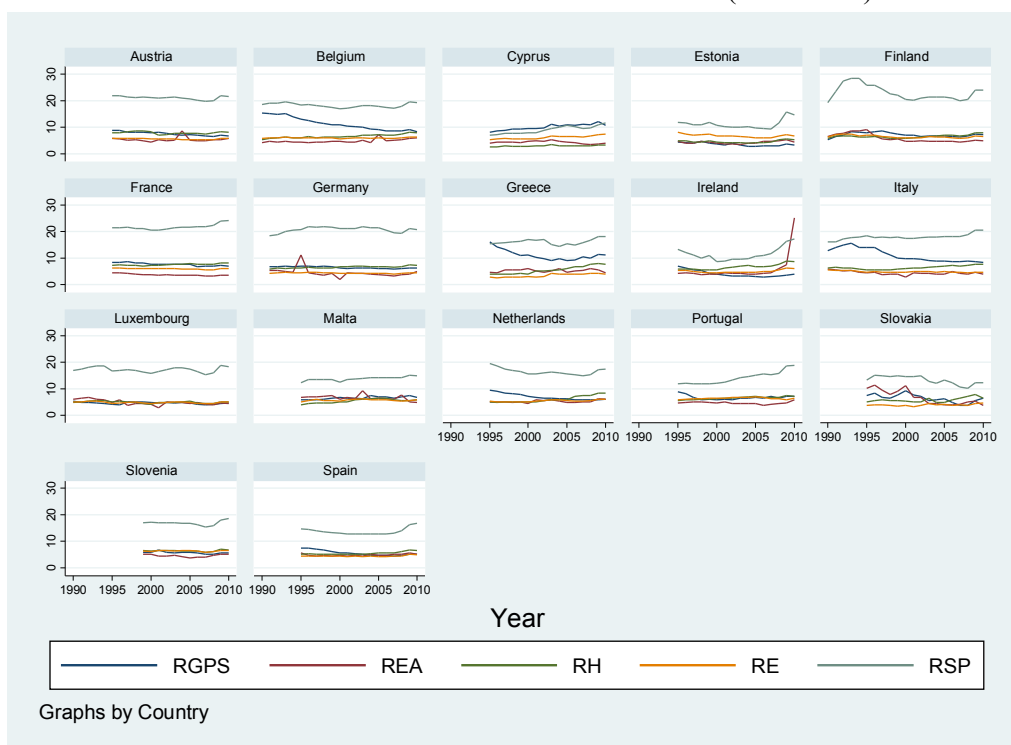 Austria Belgium Cyprus Estonia Finland
30
20
10
0
France Germany Greece Ireland Italy
30
20
10
0
Luxembourg Malta Netherlands Portugal Slovakia
30
20
10
0
1990 1995 2000 2005 2010 1990 1995 2000 2005 2010 1990 1995 2000 2005 2010
Slovenia Spain
30
20
10
0
1990 1995 2000 2005 2010 1990 1995 2000 2005 2010
Year
RGPS REA RH RE RSP
Graphs by Country